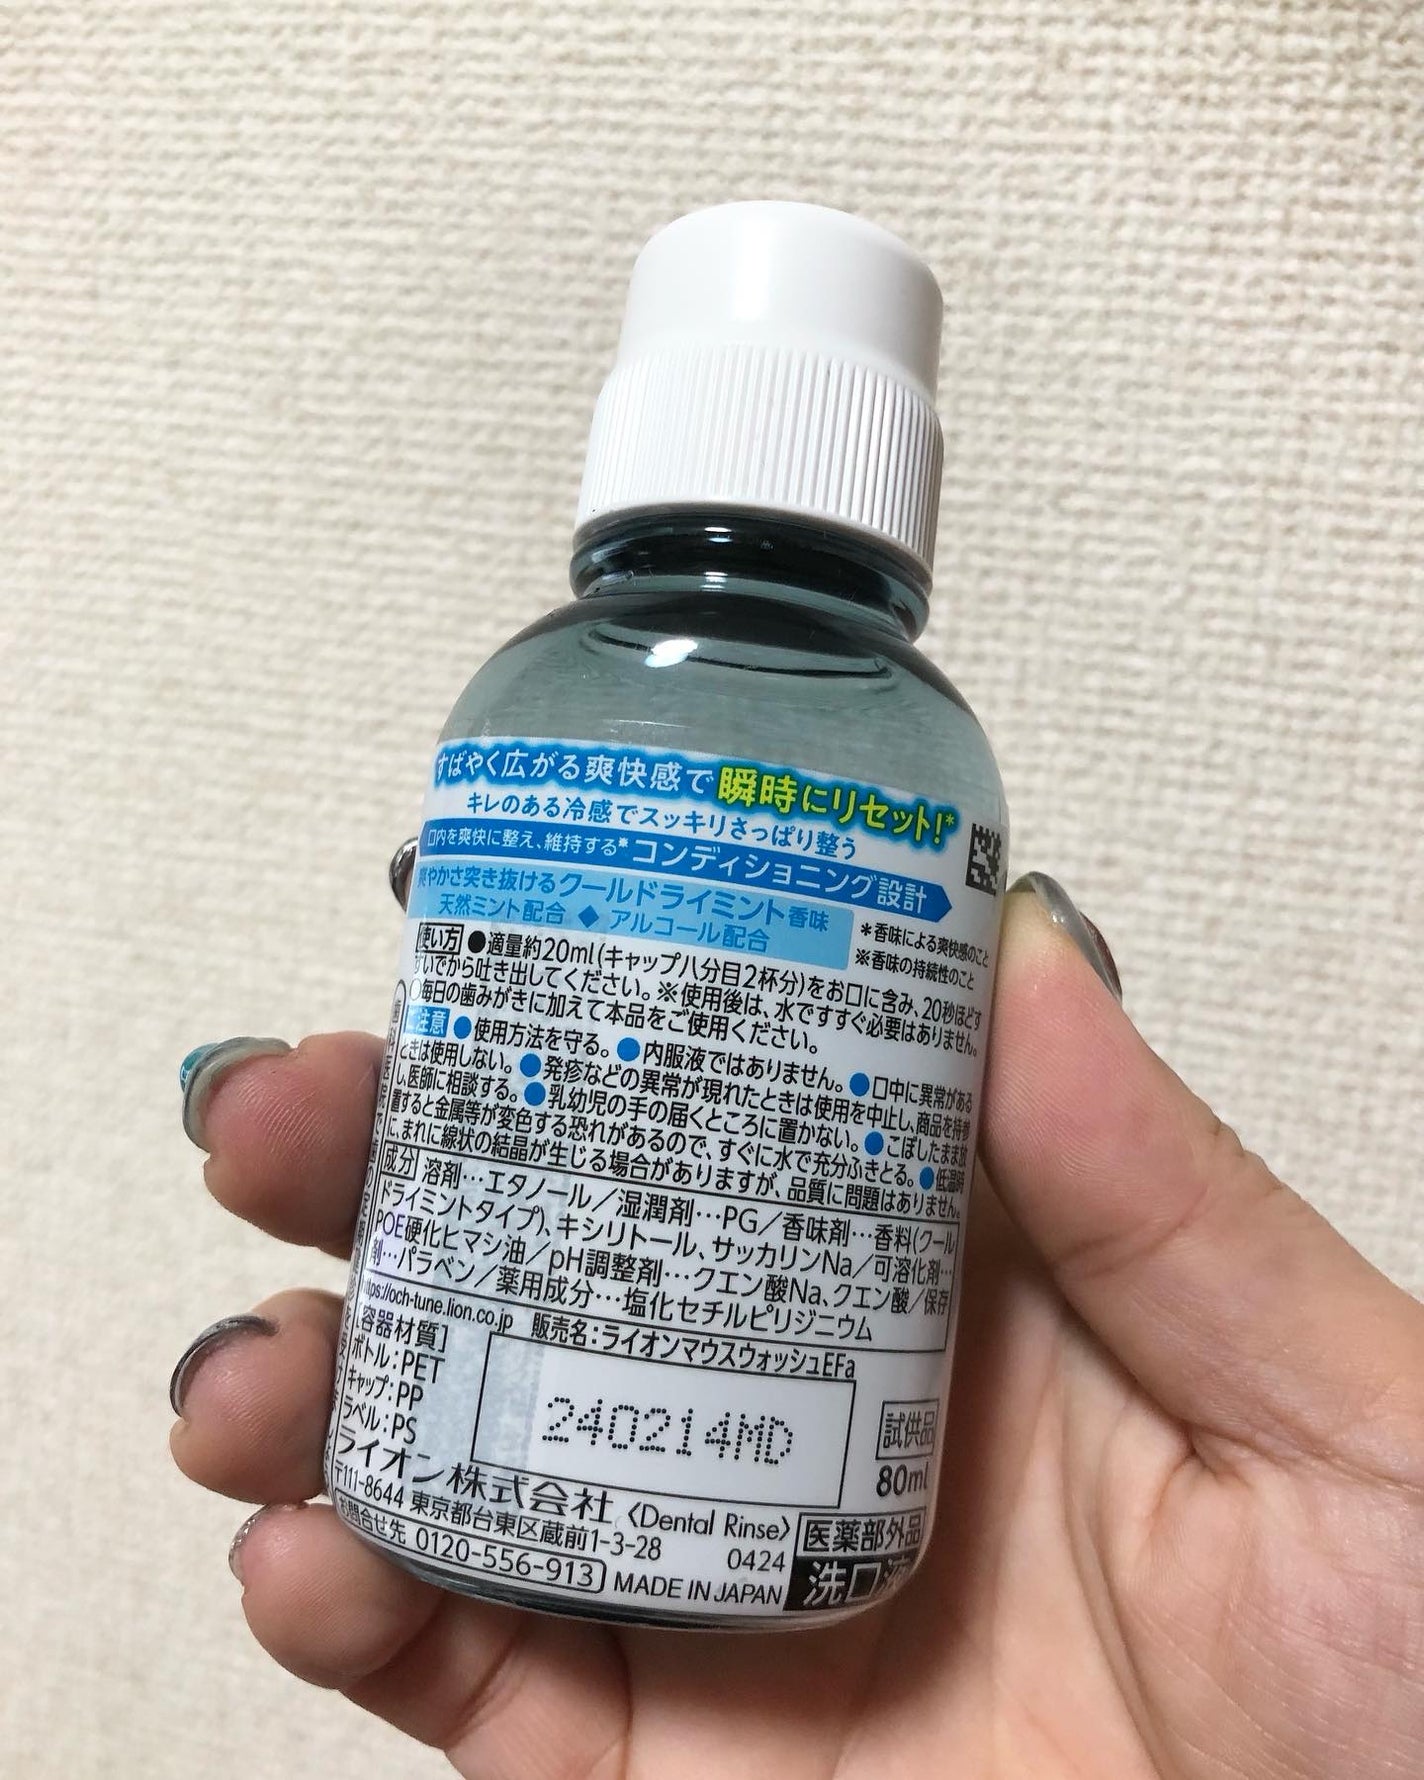 すばやく広がる爽快感で瞬時にリセット!*
キレのある冷感でスッキリさっぱり整う
口内を爽快に整え、維持する※コンディショニング設計
爽やかさ突き抜けるクールドライミント香味
天然ミント配合 ◆ アルコール配合
*香味による爽快感のこと
※香味の持続性のこと
使い方 ●適量約20ml(キャップ八分目2杯分)をお口に含み、20秒ほどす
すいでから吐き出してください。※使用後は、水ですすぐ必要はありません。
○毎日の歯みがきに加えて本品をご使用ください。
ご注意 ●使用方法を守る。●内服液ではありません。●口中に異常がある
ときは使用しない。●発疹などの異常が現れたときは使用を中止し、商品を持参
し、医師に相談する。●乳幼児の手の届くところに置かない。●こぼしたまま放
置すると金属等が変色する恐れがあるので、すぐに水で充分ふきとる。●低温時
に、まれに線状の結晶が生じる場合がありますが、品質に問題はありません。
成分 溶剤…エタノール/湿潤剤…PG/香味剤…香料(クール
ドライミントタイプ)、キシリトール、サッカリンNa/可溶化剤…
POE硬化ヒマシ油/pH調整剤…クエン酸Na、クエン酸/保存
剤…パラベン/薬用成分…塩化セチルピリジニウム
https://och-tune.lion.co.jp 販売名:ライオンマウスウォッシュEFa
[容器材質]
ボトル:PET
キャップ:PP
ラベル:PS
240214MD
試供品
80ml
ライオン株式会社 〈Dental Rinse〉
〒111-8644 東京都台東区蔵前1-3-28
0424
医薬部外品
お問合せ先 0120-556-913
MADE IN JAPAN
洗口液